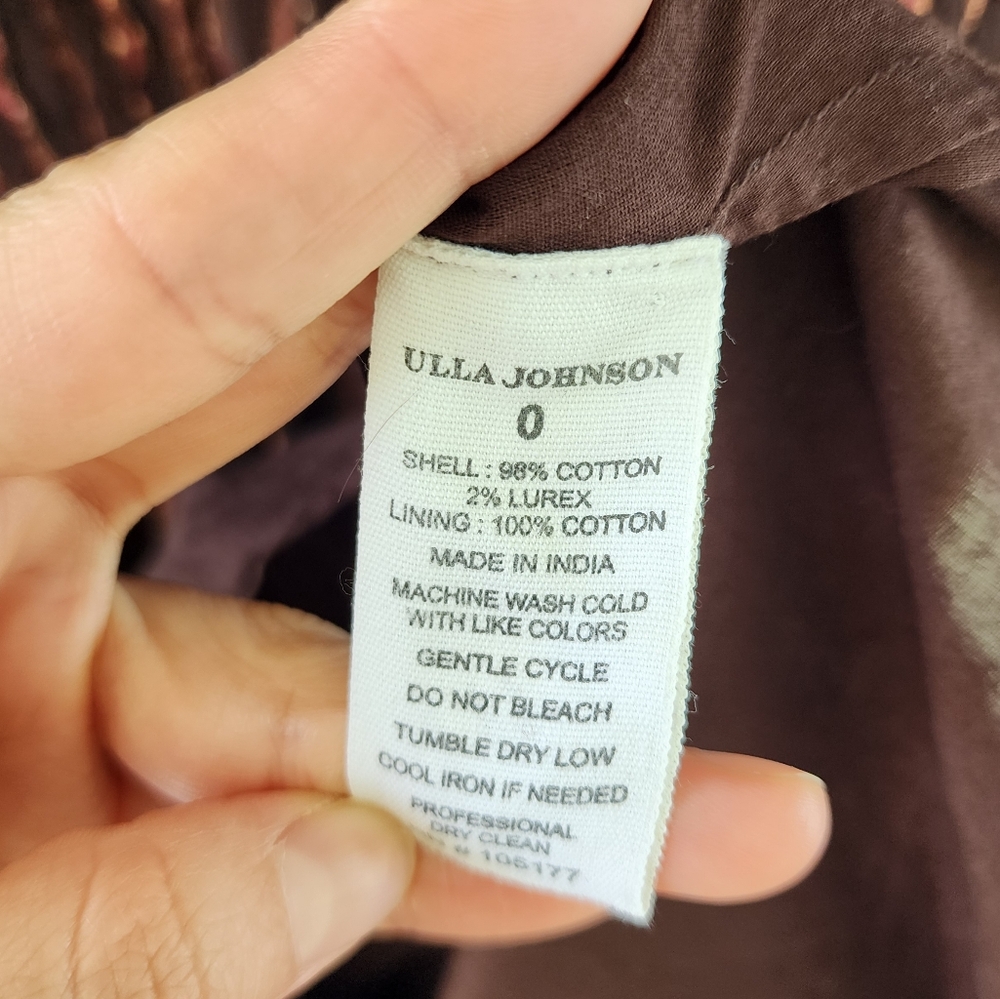 ULLA JOHNSON
0
SHELL : 98% COTTON
2% LUREX
LINING : 100% COTTON
MADE IN INDIA
MACHINE WASH COLD
WITH LIKE COLORS
GENTLE CYCLE
DO NOT BLEACH
TUMBLE DRY LOW
COOL IRON IF NEEDED
PROFESSIONAL
DRY CLEAN
# 105177